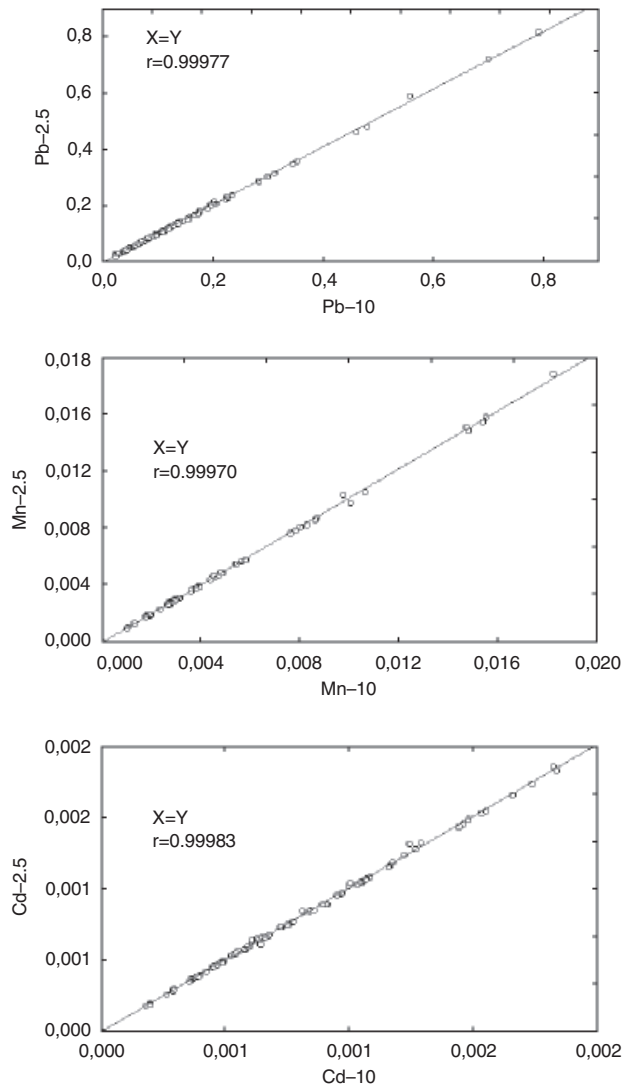 0,8
X=Y
r=0.99977
0,6
Pb–2.5
0,4
0,2
0,0
0,0 0,2 0,4 0,6 0,8
Pb–10
0,018
0,016
X=Y
r=0.99970
0,012
Mn–2.5
0,008
0,004
0,000
0,000 0,004 0,008 0,012 0,016 0,020
Mn–10
0,002
0,002
X=Y
r=0.99983
0,001
Cd–2.5
0,001
0,000
0,000 0,001 0,001 0,002 0,002
Cd–10